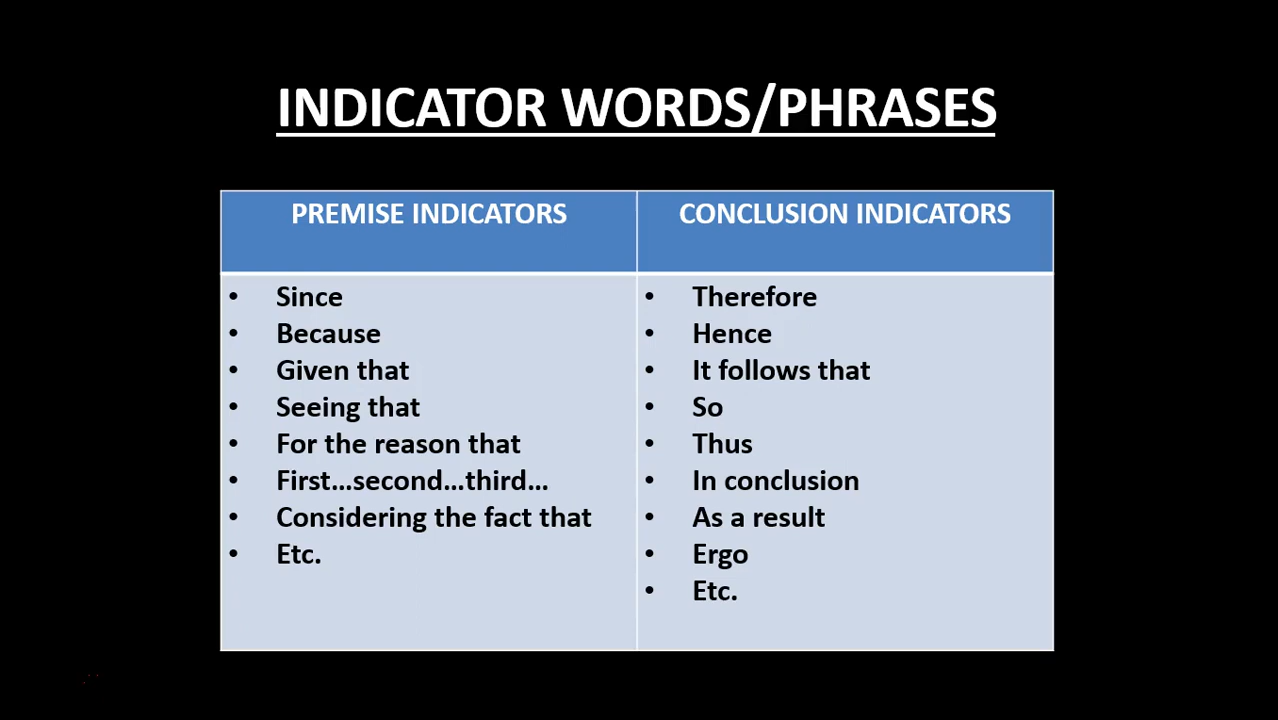 INDICATOR WORDS/PHRASES
PREMISE INDICATORS
• Since
• Because
• Given that
• Seeing that
• For the reason that
• First...second...third...
• Considering the fact that
• Etc.
CONCLUSION INDICATORS
• Therefore
• Hence
• It follows that
• So
• Thus
• In conclusion
• As a result
• Ergo
• Etc.